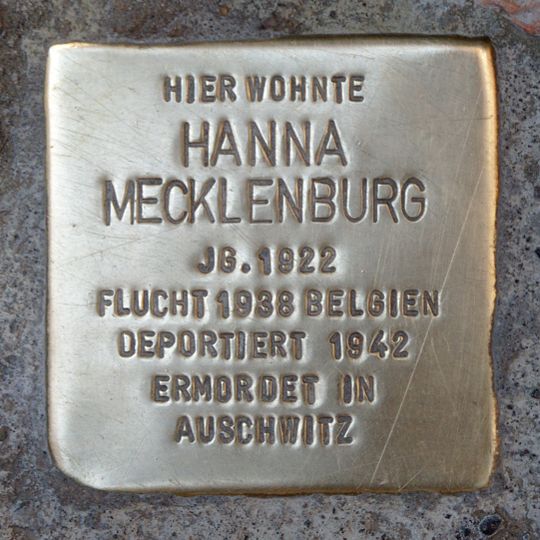 HIER WOHNTE
HANNA
MECKLENBURG
JG. 1922
FLUCHT 1938 BELGIEN
DEPORTIERT 1942
ERMORDET IN
AUSCHWITZ